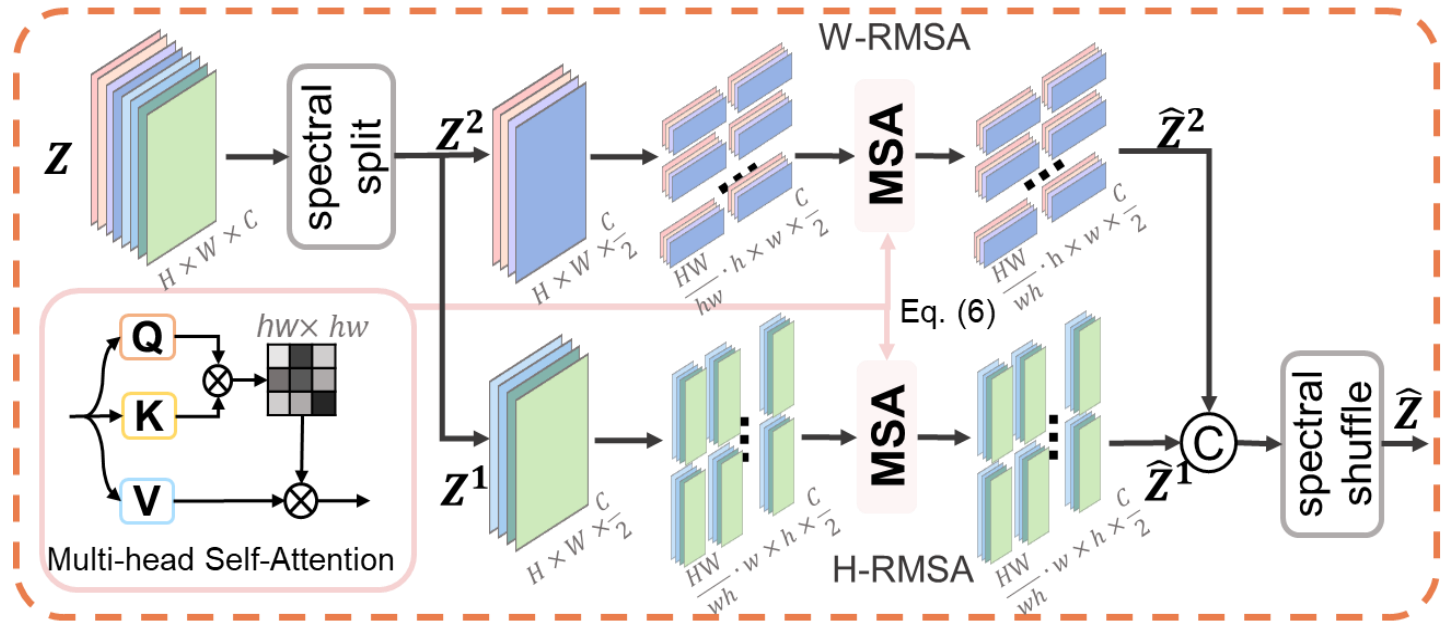 W-RMSA
Z
H × W × C
spectral
split
Z²
H × W × C/2
HW/hw · h × w × C/2
MSA
HW/wh · h × w × C/2
Ẑ²
Eq. (6)
Q
K
V
hw× hw
Multi-head Self-Attention
Z¹
H × W × C/2
HW/wh · w × h × C/2
MSA
H-RMSA
HW/wh · w × h × C/2
Ẑ¹
C
spectral
shuffle
Ẑ